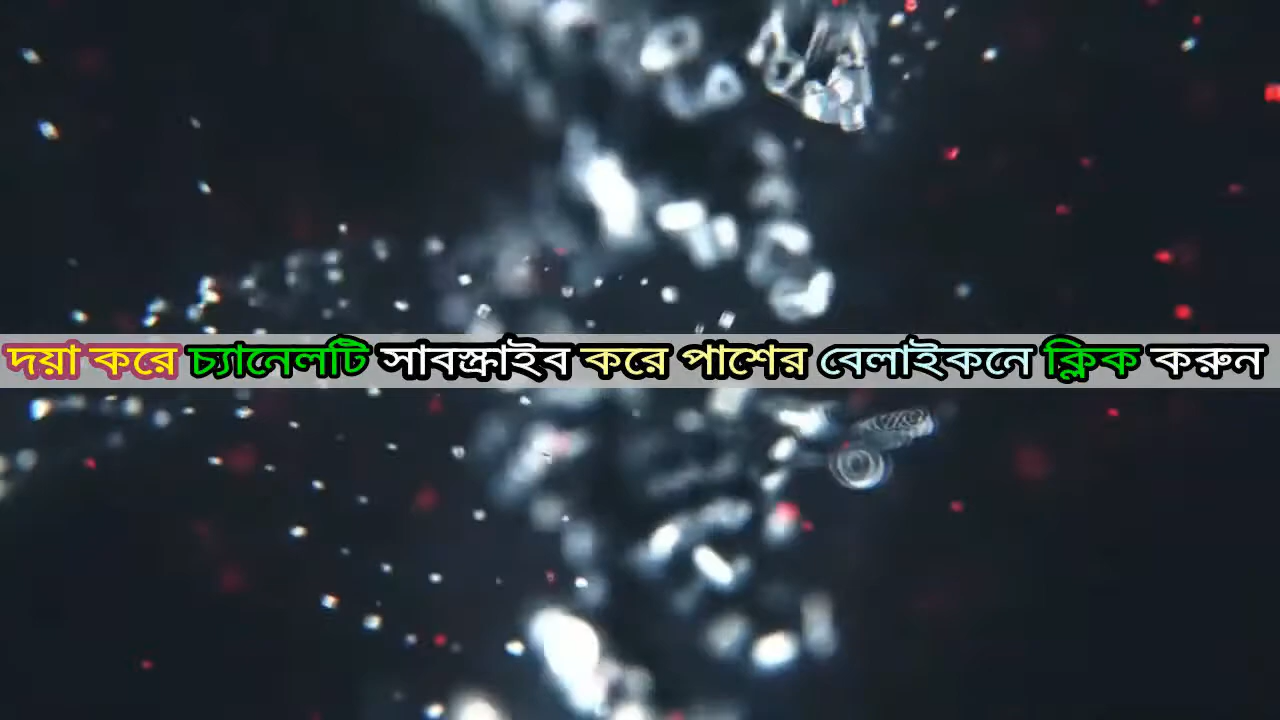 দয়া করে চ্যানেলটি সাবস্ক্রাইব করে পাশের বেলাইকনে ক্লিক করুন